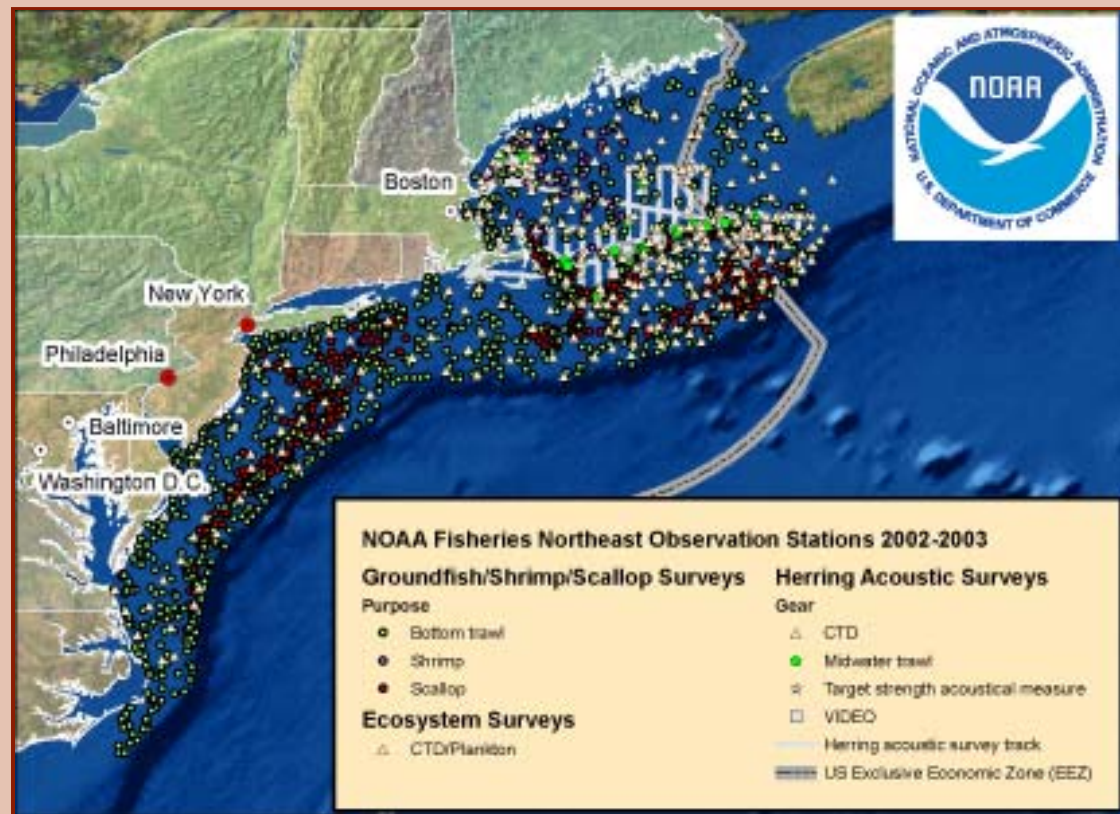 NATIONAL OCEANIC AND ATMOSPHERIC ADMINISTRATION
NOAA
U.S. DEPARTMENT OF COMMERCE
Boston
New York
Philadelphia
Baltimore
Washington D.C.
NOAA Fisheries Northeast Observation Stations 2002-2003
Groundfish/Shrimp/Scallop Surveys
Purpose
Bottom trawl
Shrimp
Scallop
Ecosystem Surveys
CTD/Plankton
Herring Acoustic Surveys
Gear
CTD
Midwater trawl
Target strength acoustical measure
VIDEO
Herring acoustic survey track
US Exclusive Economic Zone (EEZ)